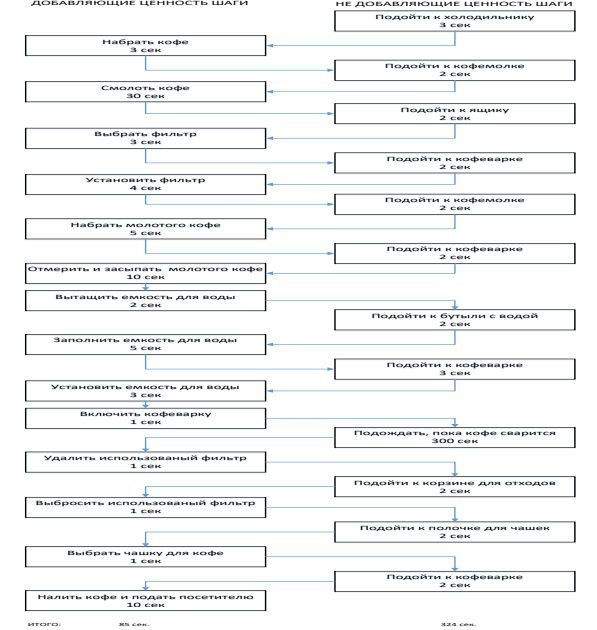 ДОБАВЛЯЮЩИЕ ЦЕННОСТЬ ШАГИ
НЕ ДОБАВЛЯЮЩИЕ ЦЕННОСТЬ ШАГИ
Подойти к холодильнику
3 сек
Набрать кофе
3 сек
Подойти к кофемолке
2 сек
Смолоть кофе
30 сек
Подойти к ящику
2 сек
Выбрать фильтр
3 сек
Подойти к кофеварке
2 сек
Установить фильтр
4 сек
Подойти к кофемолке
2 сек
Набрать молотого кофе
5 сек
Подойти к кофеварке
2 сек
Отмерить и засыпать молотого кофе
10 сек
Вытащить емкость для воды
2 сек
Подойти к бутыли с водой
2 сек
Заполнить емкость для воды
5 сек
Подойти к кофеварке
3 сек
Установить емкость для воды
3 сек
Включить кофеварку
1 сек
Подождать, пока кофе сварится
300 сек
Удалить использованый фильтр
1 сек
Подойти к корзине для отходов
2 сек
Выбросить использованый фильтр
1 сек
Подойти к полочке для чашек
2 сек
Выбрать чашку для кофе
1 сек
Подойти к кофеварке
2 сек
Налить кофе и подать посетителю
10 сек
ИТОГО: 85 сек. 324 сек.